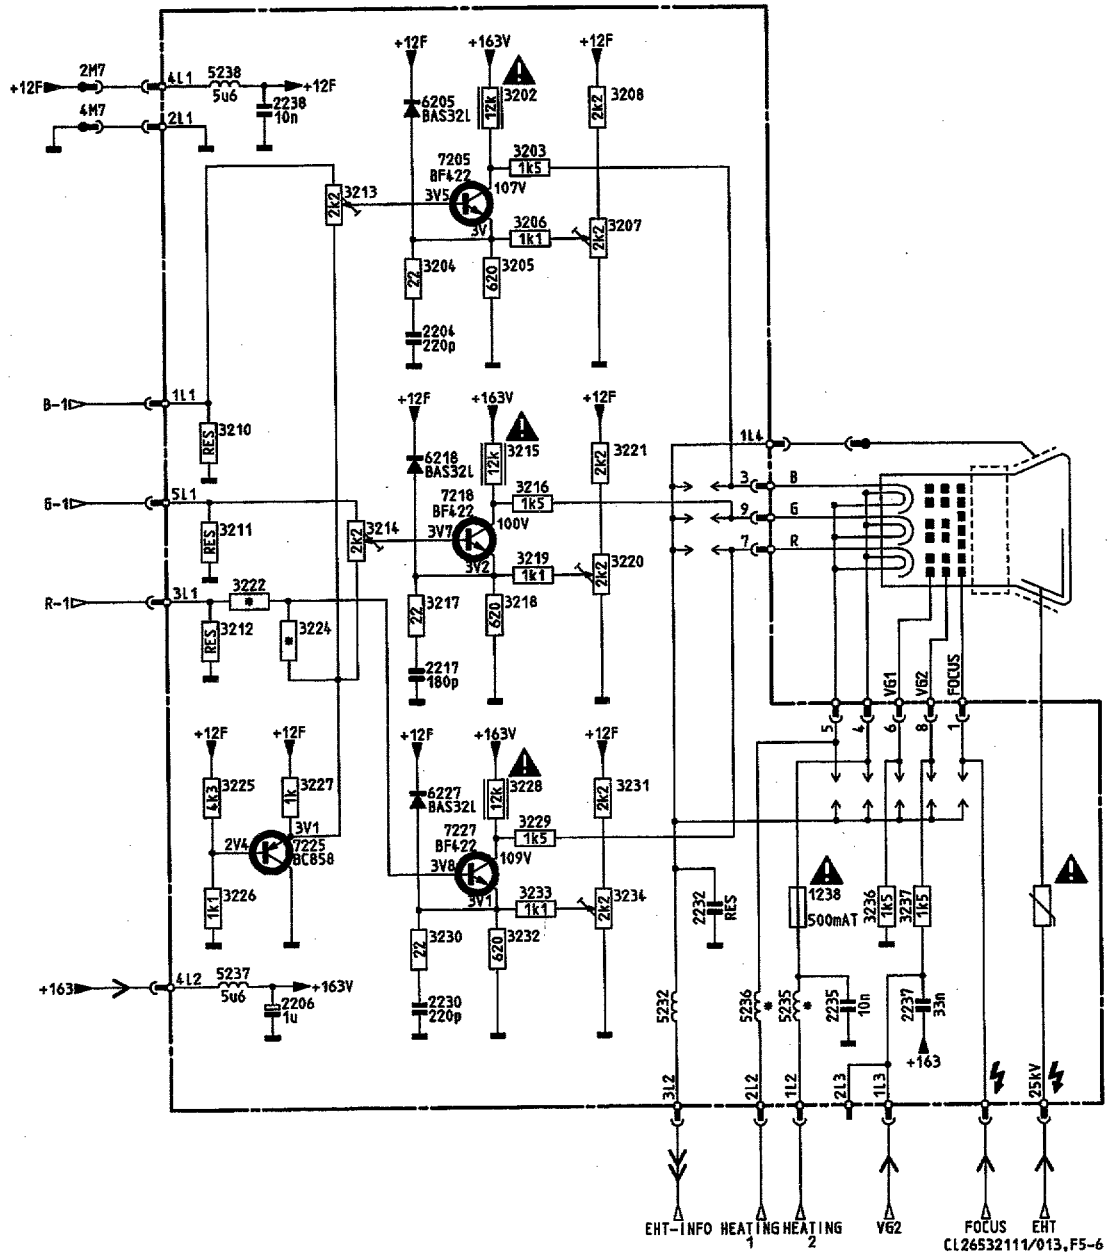 +12F
+163V
+12F
2M7
+12F
4L1
5238
5u6
+12F
2238
10n
4M7
2L1
6205
BAS32L
12k
3202
2k2
3208
3203
1k5
7205
BF422
107V
3V5
3V
3213
2k2
3206
1k1
3207
2k2
3204
22
3205
620
2204
220p
B-1
1L1
RES
3210
+12F
+163V
+12F
6218
BAS32L
12k
3215
2k2
3221
1L4
G-1
5L1
RES
3211
3214
2k2
7218
BF422
100V
3V7
3V2
3216
1k5
3219
1k1
3220
2k2
3 B
9 G
7 R
R-1
3L1
3222
*
RES
3212
3224
*
3217
22
3218
620
2217
180p
VG1
VG2
FOCUS
5
4
6
8
1
+12F
+12F
+12F
+163V
+12F
4k3
3225
1k
3227
6227
BAS32L
12k
3228
2k2
3231
3V1
2V4
7225
BC858
7227
BF422
109V
3V8
3V1
3229
1k5
1k1
3226
3233
1k1
3234
2k2
3230
22
3232
620
2230
220p
2232
RES
1238
500mAT
3236
1k5
3237
1k5
+163
4L2
5237
5u6
+163V
2206
1u
5232
5236
*
5235
*
2235
10n
2237
33n
+163
3L2
2L2
1L2
2L3
1L3
25kV
EHT-INFO
HEATING
1
HEATING
2
VG2
FOCUS
EHT
CL26532111/013,F5-6